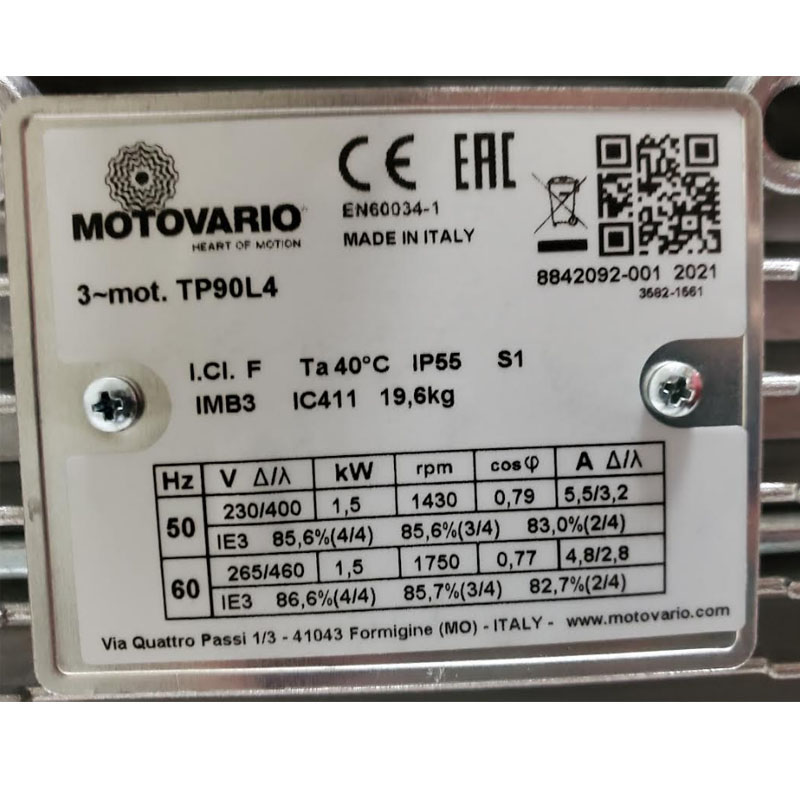 MOTOVARIO
HEART OF MOTION
CE EAC
EN60034-1
MADE IN ITALY
3~mot. TP90L4
8842092-001 2021
3682-1661
I.Cl. F Ta 40°C IP55 S1
IMB3 IC411 19,6kg
Hz V Δ/λ kW rpm cosφ A Δ/λ
50 230/400 1,5 1430 0,79 5,5/3,2
IE3 85,6%(4/4) 85,6%(3/4) 83,0%(2/4)
60 265/460 1,5 1750 0,77 4,8/2,8
IE3 86,6%(4/4) 85,7%(3/4) 82,7%(2/4)
Via Quattro Passi 1/3 - 41043 Formigine (MO) - ITALY - www.motovario.com